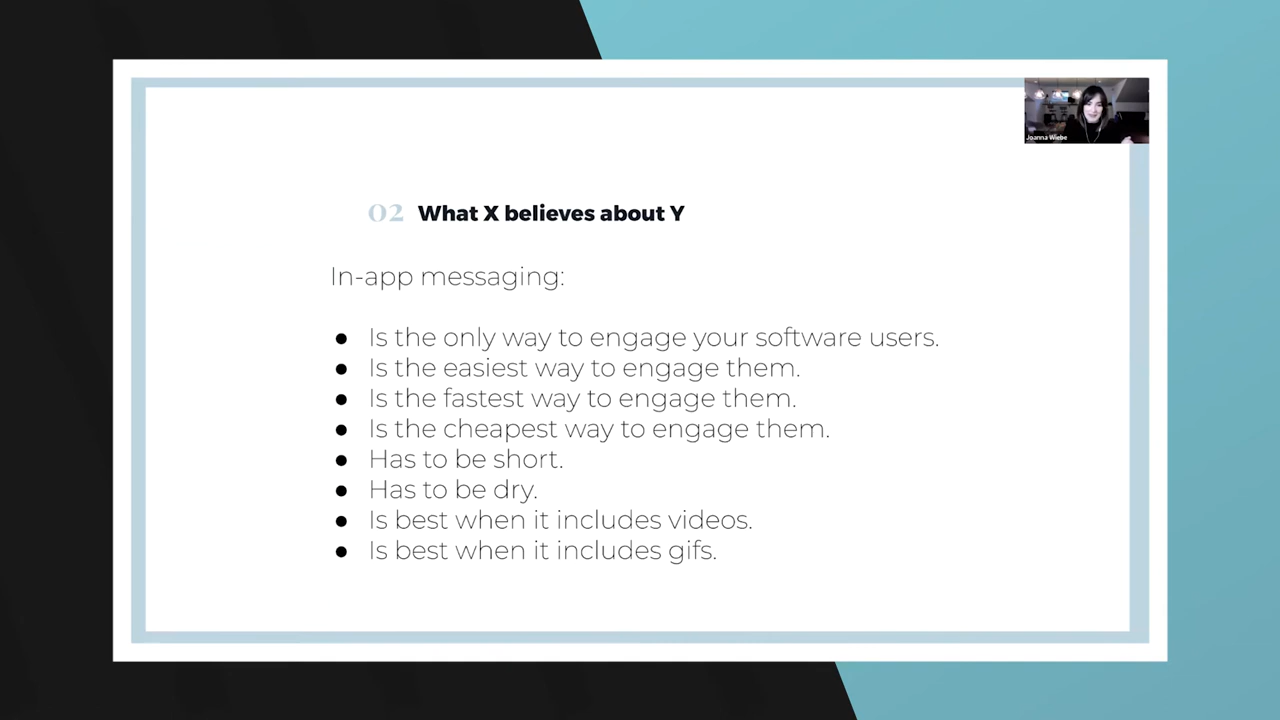 Joanna Wiebe
02 What X believes about Y
In-app messaging:
● Is the only way to engage your software users.
● Is the easiest way to engage them.
● Is the fastest way to engage them.
● Is the cheapest way to engage them.
● Has to be short.
● Has to be dry.
● Is best when it includes videos.
● Is best when it includes gifs.